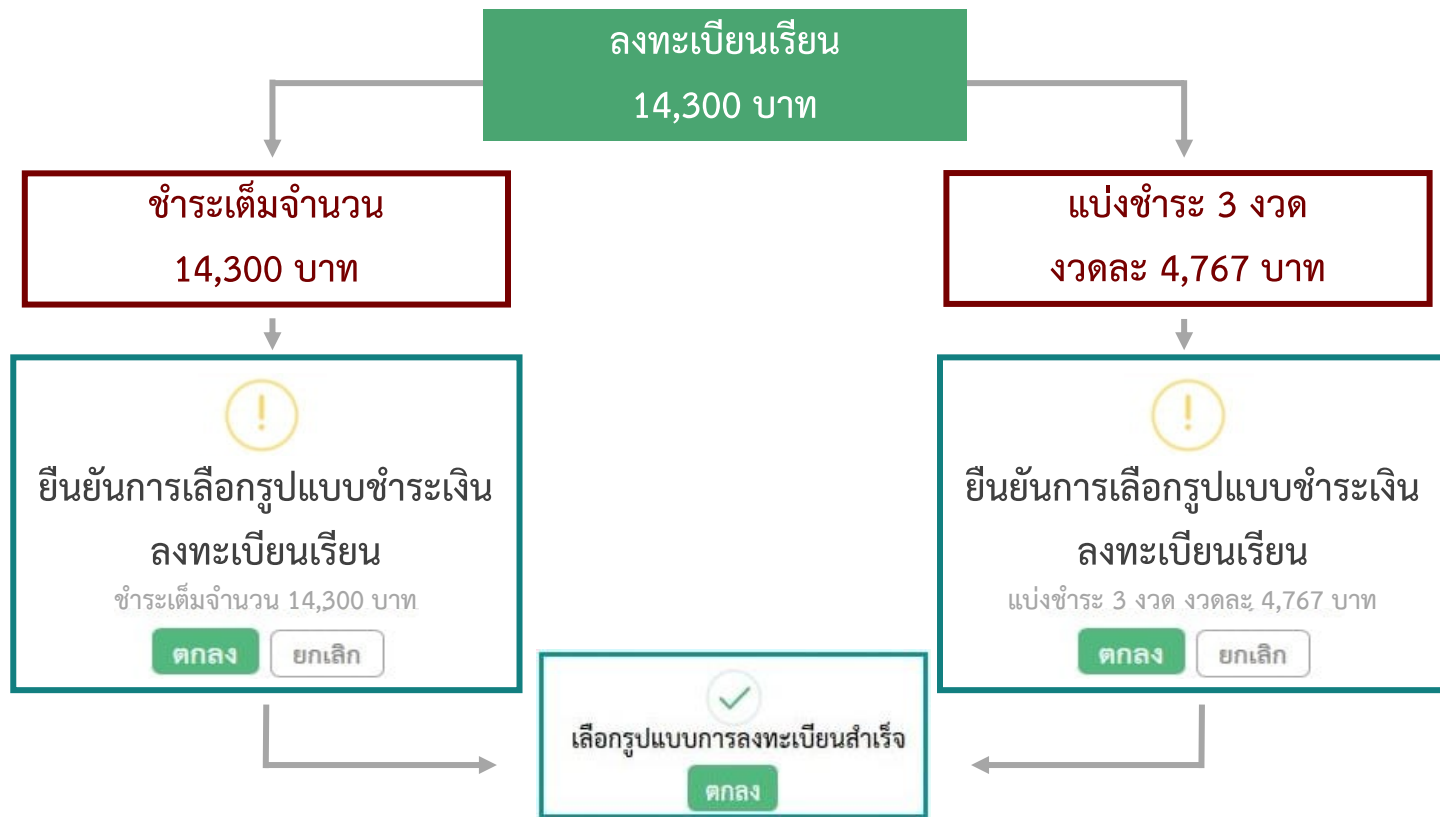 ลงทะเบียนเรียน
14,300 บาท
ชำระเต็มจำนวน
14,300 บาท
แบ่งชำระ 3 งวด
งวดละ 4,767 บาท
!
ยืนยันการเลือกรูปแบบชำระเงิน
ลงทะเบียนเรียน
ชำระเต็มจำนวน 14,300 บาท
ตกลง ยกเลิก
!
ยืนยันการเลือกรูปแบบชำระเงิน
ลงทะเบียนเรียน
แบ่งชำระ 3 งวด งวดละ 4,767 บาท
ตกลง ยกเลิก
เลือกรูปแบบการลงทะเบียนสำเร็จ
ตกลง